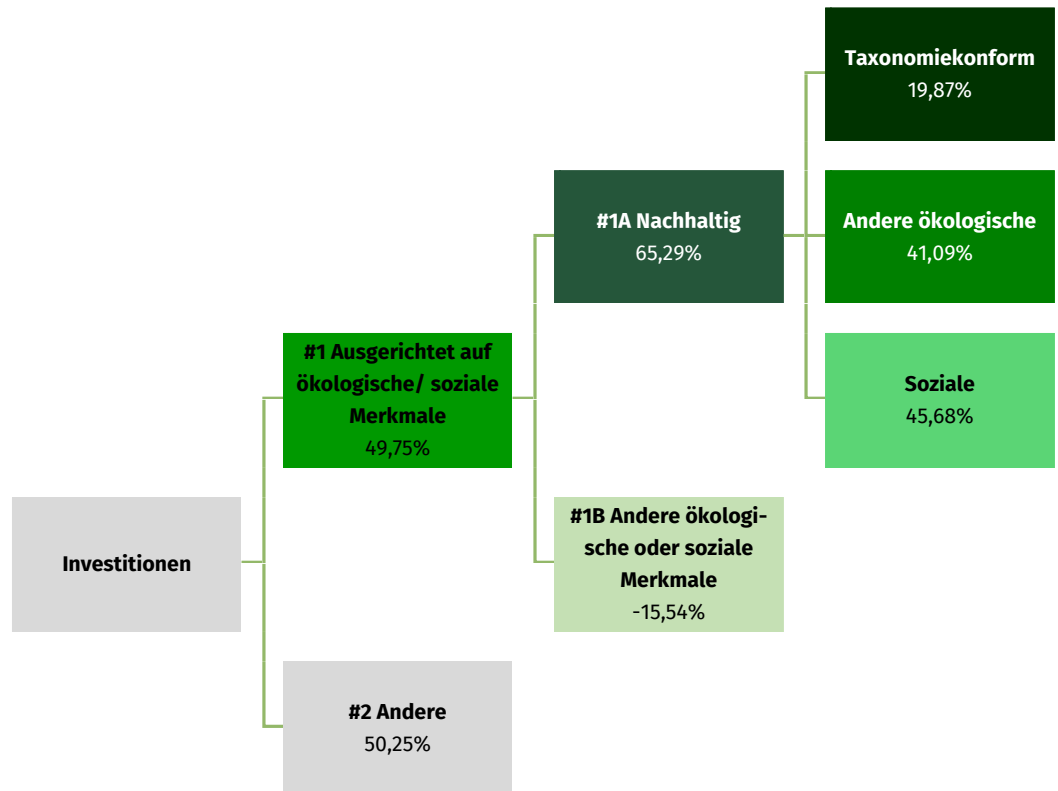 Taxonomiekonform
19,87%
#1A Nachhaltig
65,29%
Andere ökologische
41,09%
#1 Ausgerichtet auf
ökologische/ soziale
Merkmale
49,75%
Soziale
45,68%
Investitionen
#1B Andere ökologi-
sche oder soziale
Merkmale
-15,54%
#2 Andere
50,25%